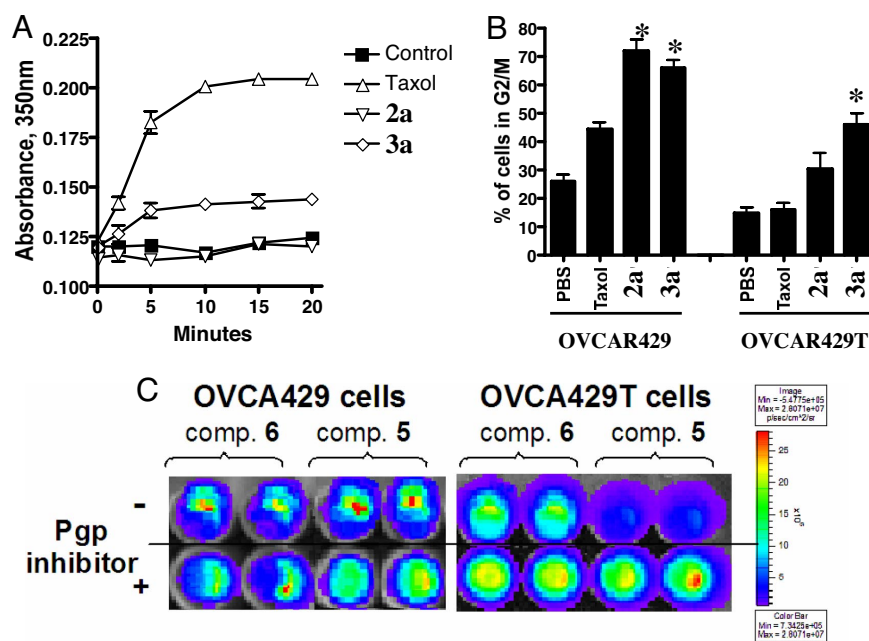 A
0.225
0.200
0.175
0.150
0.125
0.100
Absorbance, 350nm
0 5 10 15 20
Minutes
Control
Taxol
2a
3a
B
80
70
60
50
40
30
20
10
0
% of cells in G2/M
* * *
PBS Taxol 2a 3a PBS Taxol 2a 3a
OVCAR429 OVCAR429T
C
OVCA429 cells OVCA429T cells
comp. 6 comp. 5 comp. 6 comp. 5
-
Pgp
inhibitor
+
Image
Min = -5.4775e+05
Max = 2.8071e+07
p/sec/cm^2/sr
25
20
15
10
5
Color Bar
Min = 7.3425e+05
Max = 2.8071e+07